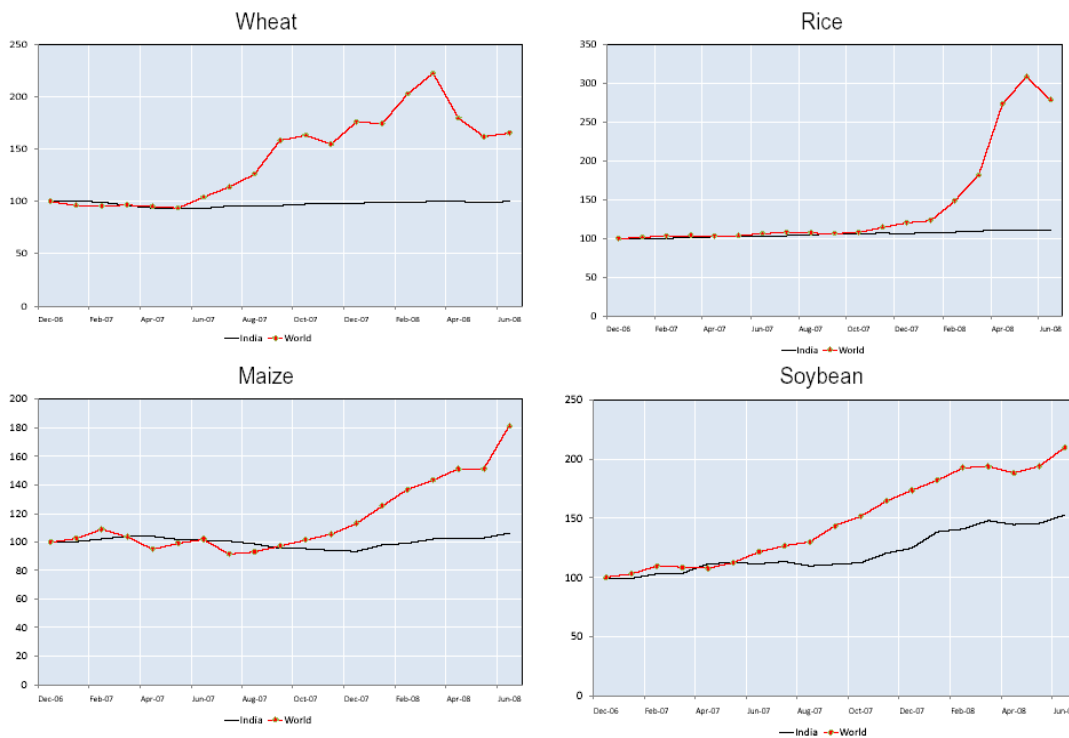 Wheat
250
200
150
100
50
0
Dec-06 Feb-07 Apr-07 Jun-07 Aug-07 Oct-07 Dec-07 Feb-08 Apr-08 Jun-08
India World
Rice
350
300
250
200
150
100
50
0
Dec-06 Feb-07 Apr-07 Jun-07 Aug-07 Oct-07 Dec-07 Feb-08 Apr-08 Jun-08
India World
Maize
200
180
160
140
120
100
80
60
40
20
0
Dec-06 Feb-07 Apr-07 Jun-07 Aug-07 Oct-07 Dec-07 Feb-08 Apr-08 Jun-08
India World
Soybean
250
200
150
100
50
0
Dec-06 Feb-07 Apr-07 Jun-07 Aug-07 Oct-07 Dec-07 Feb-08 Apr-08 Jun-0
India World